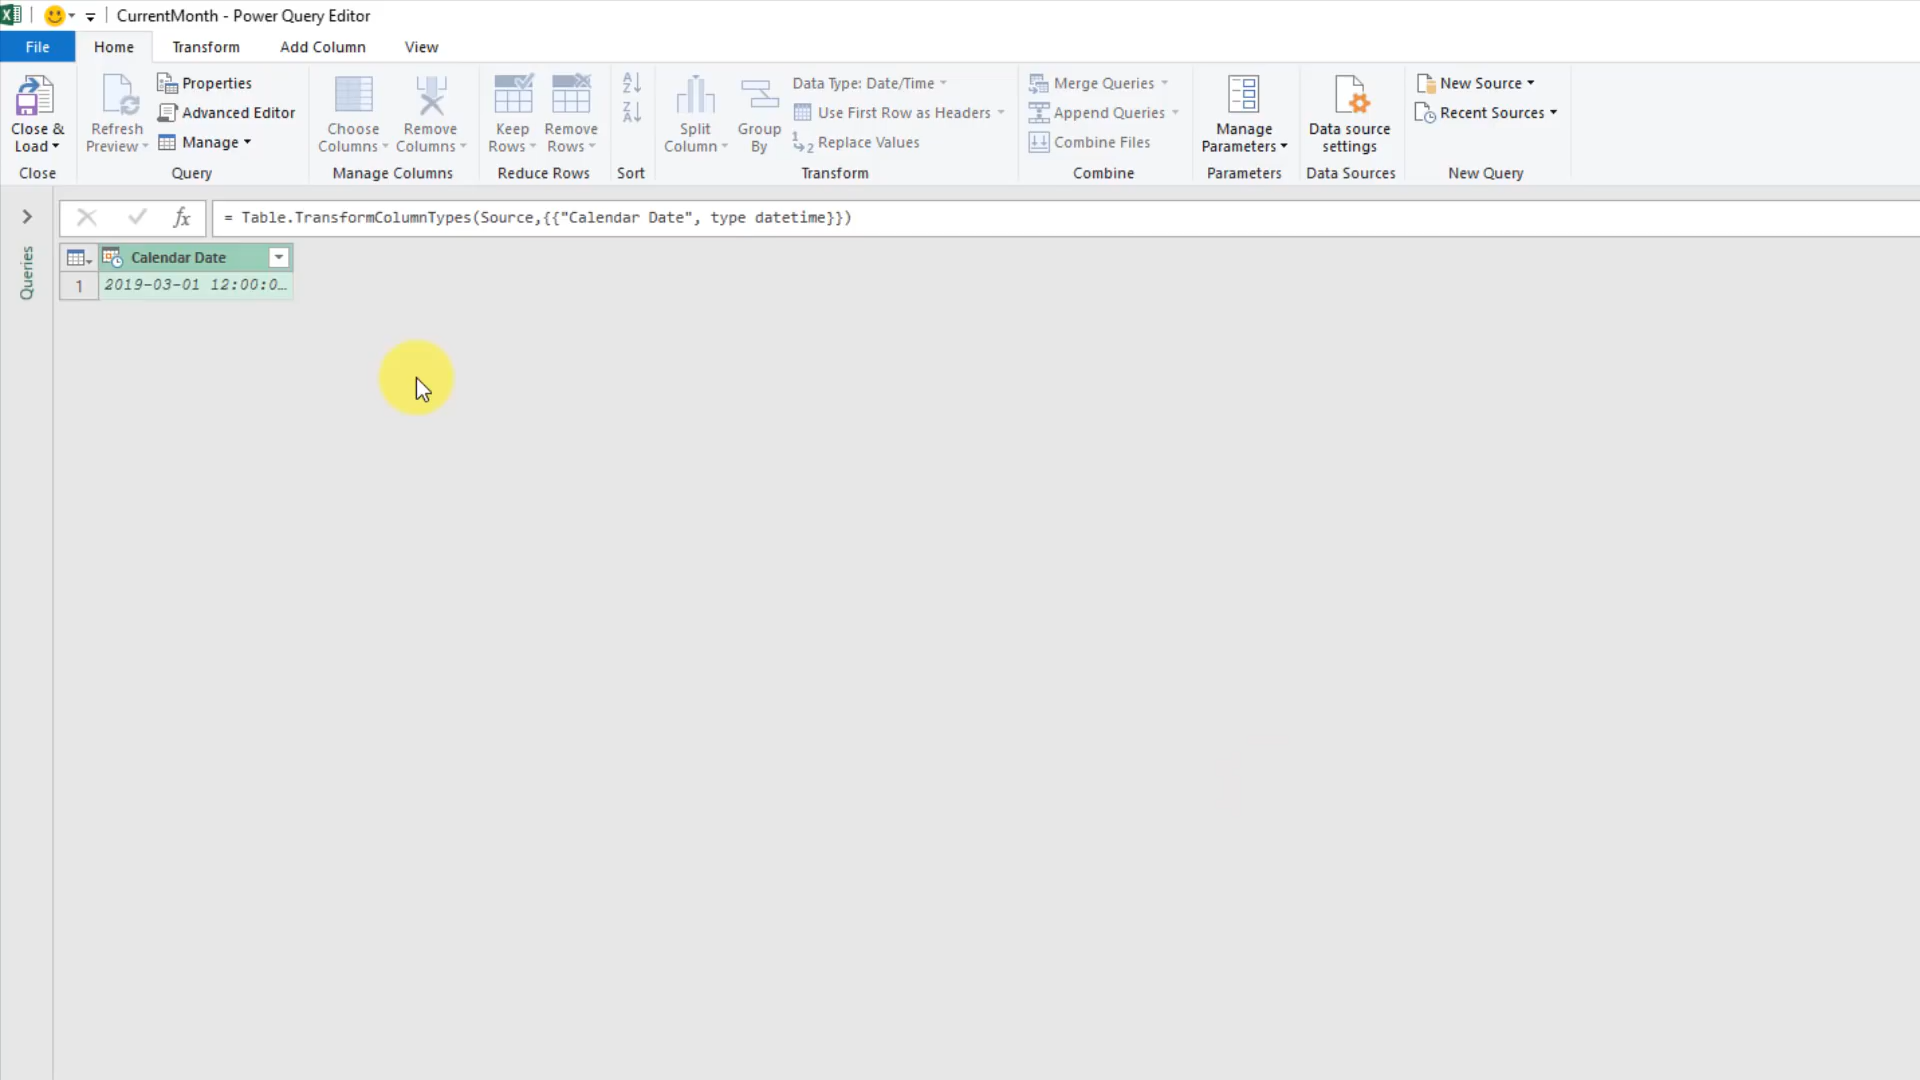 CurrentMonth - Power Query Editor
File
Home
Transform
Add Column
View
Close &
Load
Close
Refresh
Preview
Properties
Advanced Editor
Manage
Query
Choose
Columns
Remove
Columns
Manage Columns
Keep
Rows
Remove
Rows
Reduce Rows
A
Z
Z
A
Sort
Split
Column
Group
By
Data Type: Date/Time
Use First Row as Headers
1
2
Replace Values
Transform
Merge Queries
Append Queries
Combine Files
Combine
Manage
Parameters
Parameters
Data source
settings
Data Sources
New Source
Recent Sources
New Query
fx
= Table.TransformColumnTypes(Source,{{"Calendar Date", type datetime}})
Queries
Calendar Date
1
2019-03-01 12:00:0…